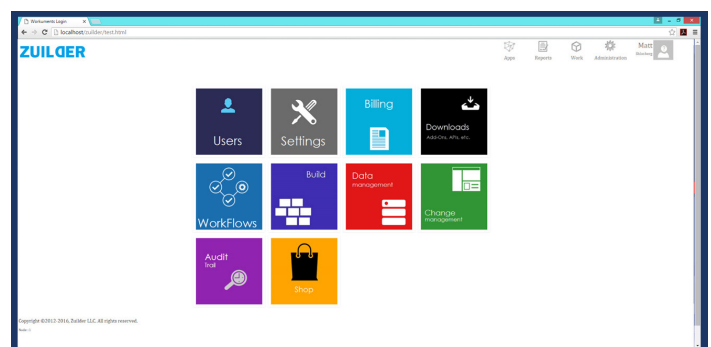 Workuments Login
localhost/zuilder/test.html
ZUILDER
Apps
Reports
Work
Administration
Matt
Users
Settings
Billing
Downloads
Add-Ons, APIs, etc.
WorkFlows
Build
Data
management
Change
management
Audit
Trail
Shop
Copyright ©2012-2016, Zuilder LLC. All rights reserved.